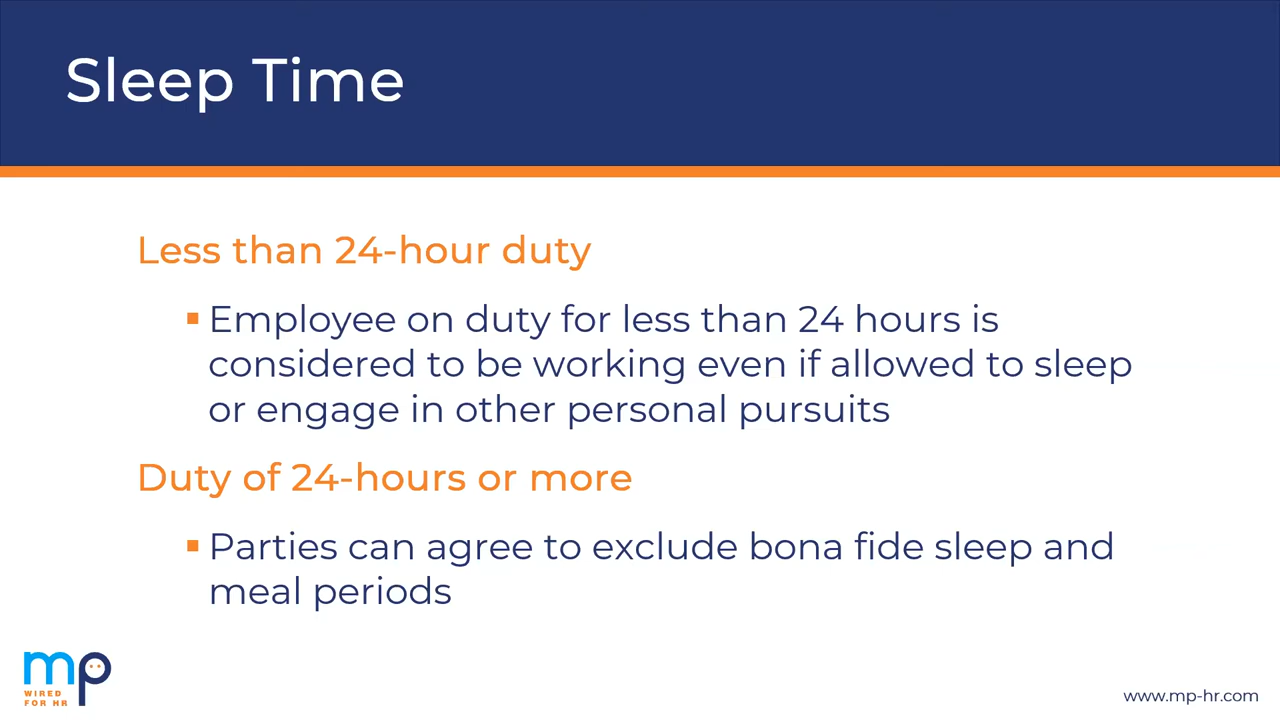 Sleep Time
Less than 24-hour duty
▪ Employee on duty for less than 24 hours is
considered to be working even if allowed to sleep
or engage in other personal pursuits
Duty of 24-hours or more
▪ Parties can agree to exclude bona fide sleep and
meal periods
mp
WIRED
FOR HR
www.mp-hr.com